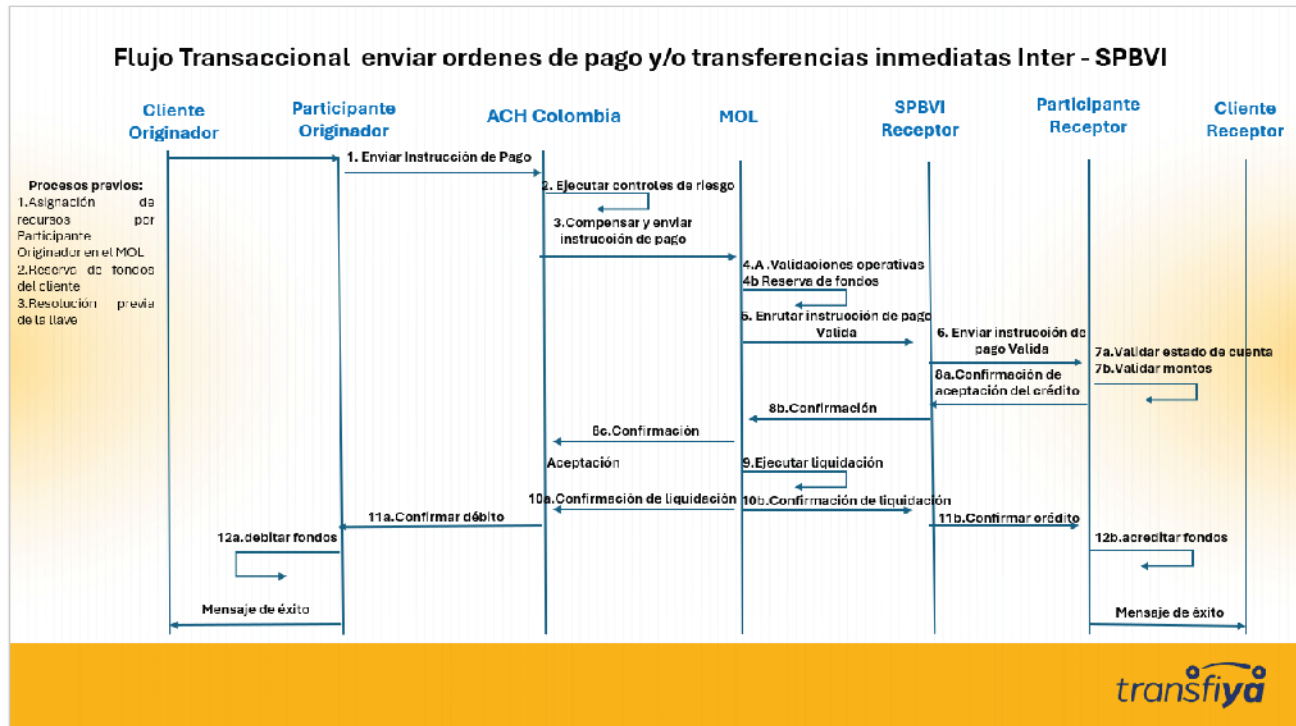 Flujo Transaccional enviar ordenes de pago y/o transferencias inmediatas Inter - SPBVI
Cliente
Originador
Participante
Originador
ACH Colombia
MOL
SPBVI
Receptor
Participante
Receptor
Cliente
Receptor
Procesos previos:
1.Asignación de
recursos por
Participante
Originador en el MOL
2.Reserva de fondos
del cliente
3.Resolución previa
de la llave
1. Enviar Instrucción de Pago
2. Ejecutar controles de riesgo
3.Compensar y enviar
instrucción de pago
4.A .Validaciones operativas
4b Reserva de fondos
5. Enrutar instrucción de pago
Valida
6. Enviar instrucción de
pago Valida
7a.Validar estado de cuenta
7b.Validar montos
8a.Confirmación de
aceptación del crédito
8b.Confirmación
8c.Confirmación
Aceptación
9.Ejecutar liquidación
10a.Confirmación de liquidación
10b.Confirmación de liquidación
11a.Confirmar débito
11b.Confirmar crédito
12a.debitar fondos
12b.acreditar fondos
Mensaje de éxito
Mensaje de éxito
transfiya